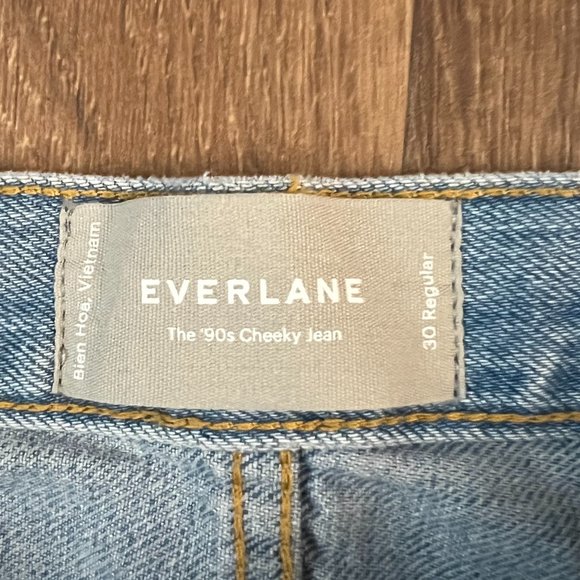 Bien Hoa, Vietnam
EVERLANE
The '90s Cheeky Jean
30 Regular